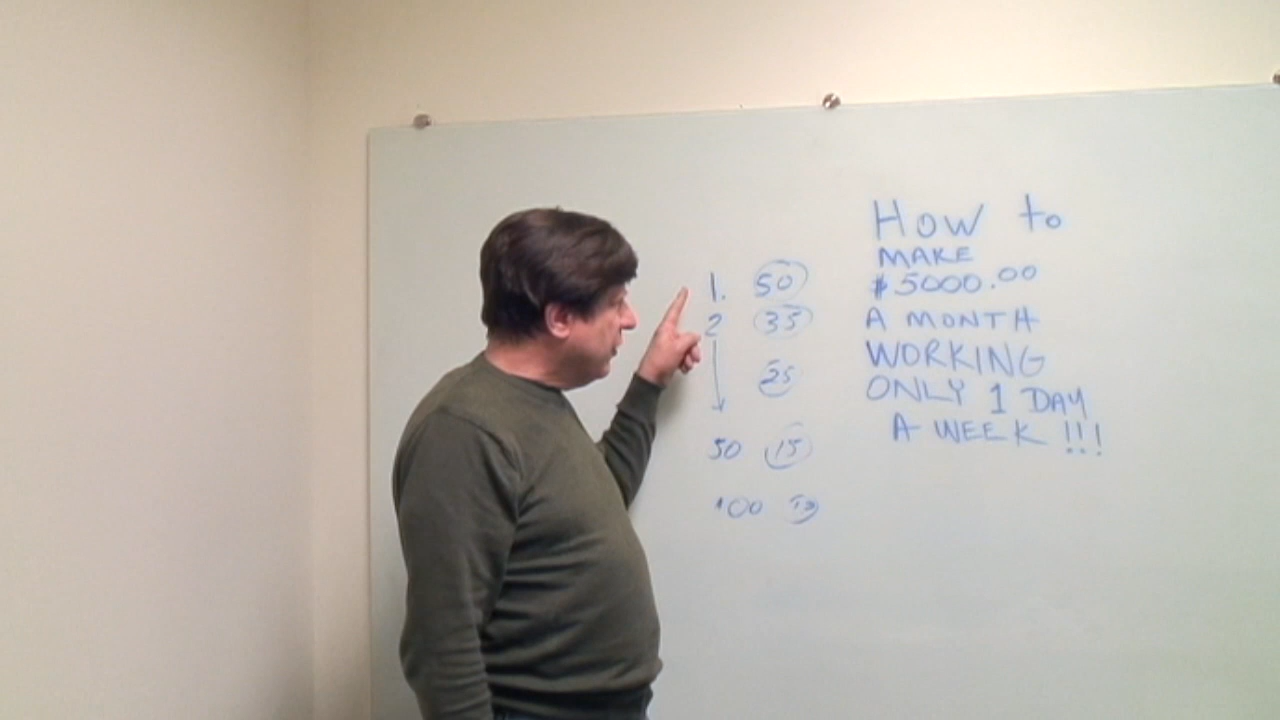 1. 50
2 35
25
50 15
100
How to
MAKE
$5000.00
A MONTH
WORKING
ONLY 1 DAY
A WEEK !!!